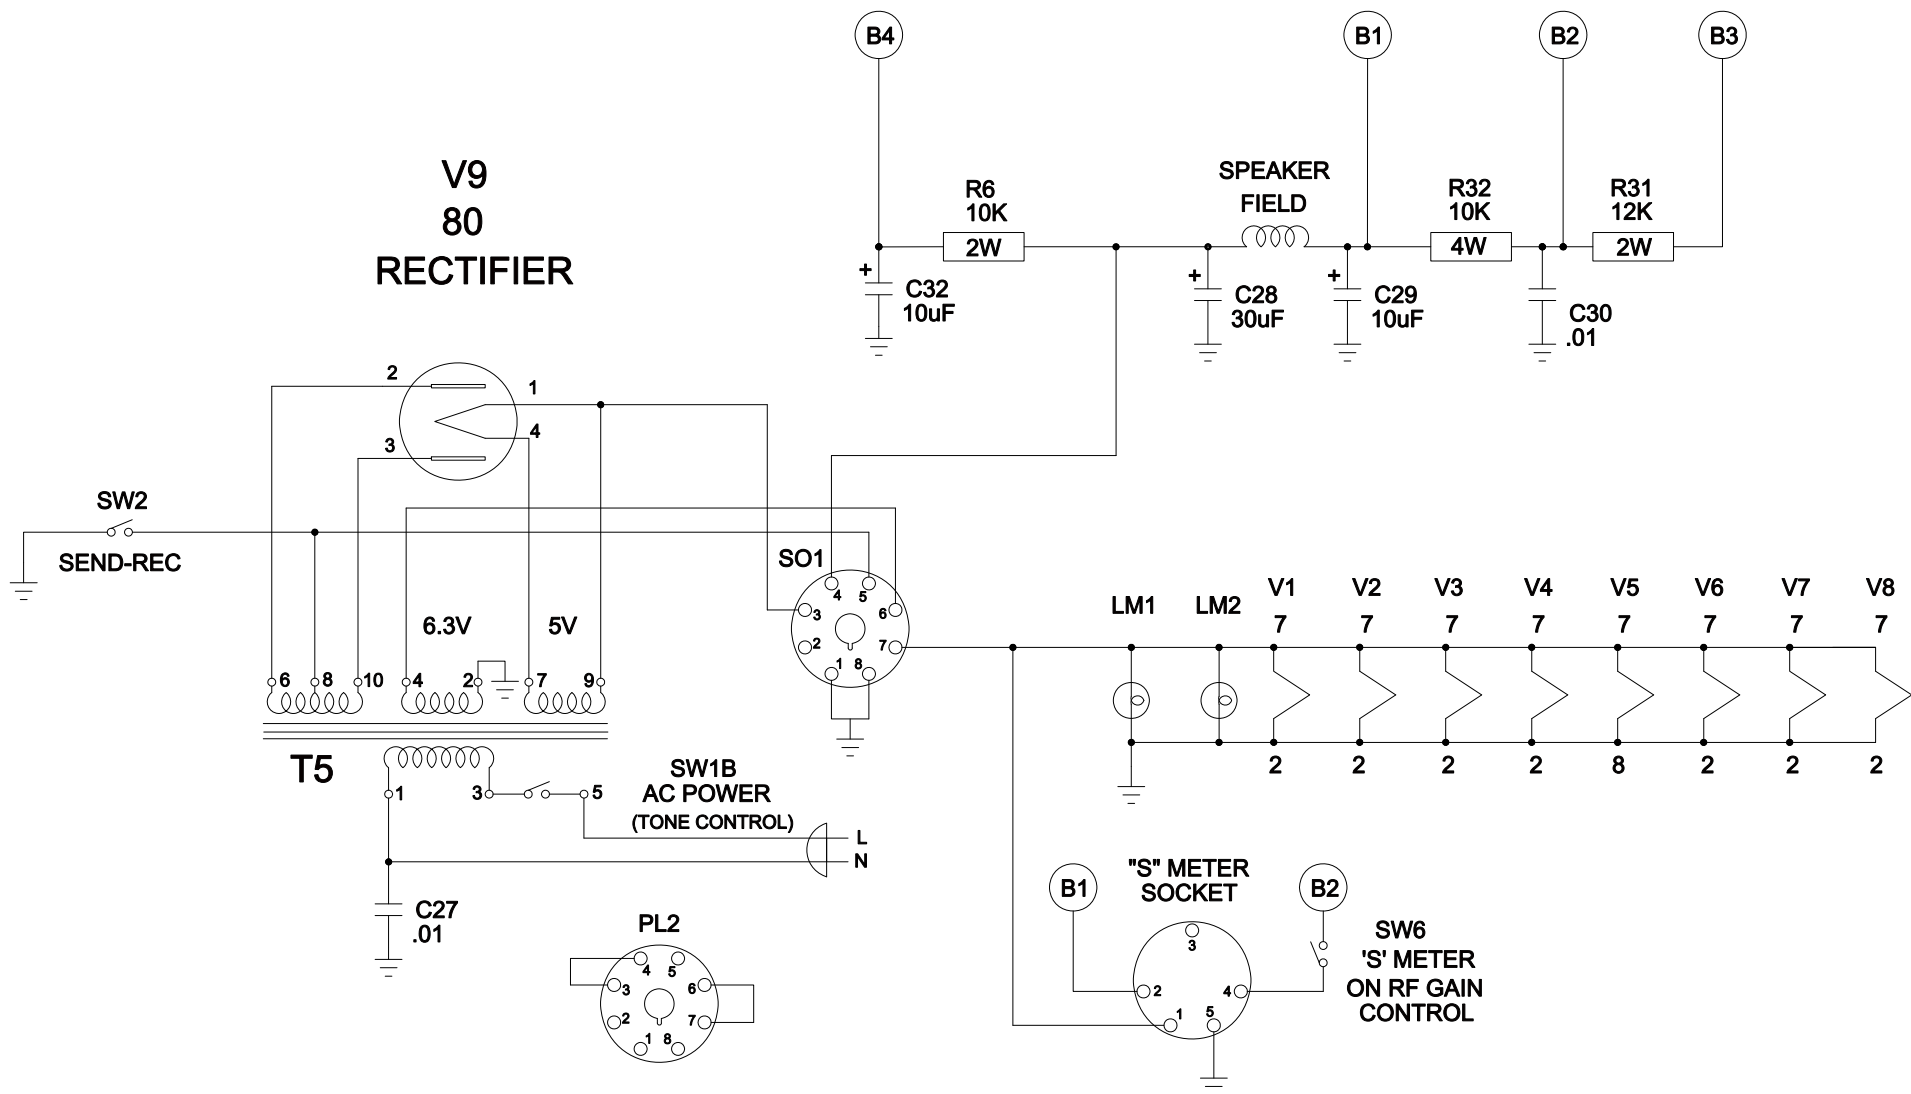 B4
B1
B2
B3
V9
80
RECTIFIER
R6
10K
2W
SPEAKER
FIELD
R32
10K
4W
R31
12K
2W
+
C32
10uF
+
C28
30uF
+
C29
10uF
C30
.01
2
1
3
4
SW2
SEND-REC
SO1
4
5
3
6
2
7
1
8
6.3V
5V
6
8
10
4
2
7
9
T5
1
3
5
SW1B
AC POWER
(TONE CONTROL)
L
N
C27
.01
LM1
LM2
V1
V2
V3
V4
V5
V6
V7
V8
7
7
7
7
7
7
7
7
2
2
2
2
8
2
2
2
PL2
4
5
3
6
2
7
1
8
B1
"S" METER
SOCKET
B2
3
2
4
1
5
SW6
'S' METER
ON RF GAIN
CONTROL